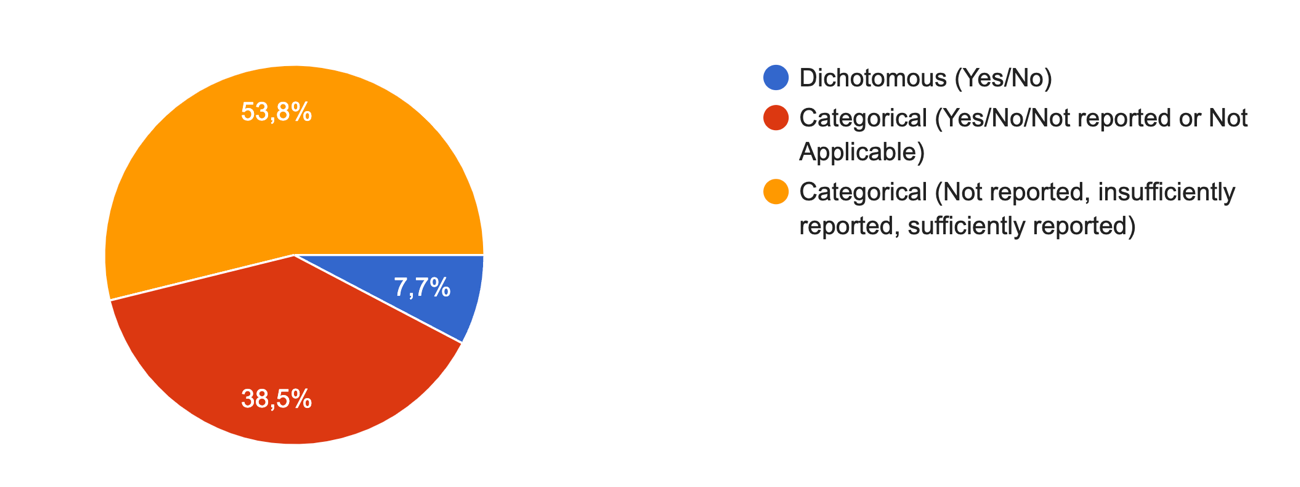 53,8%
7,7%
38,5%
Dichotomous (Yes/No)
Categorical (Yes/No/Not reported or Not
Applicable)
Categorical (Not reported, insufficiently
reported, sufficiently reported)